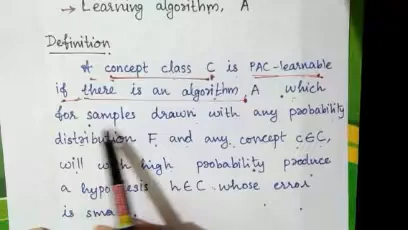 → Learning algorithm, A
Definition
A concept class C is PAC-learnable
if there is an algorithm A which
for samples drawn with any probability
distribution F and any concept c∈C,
will with high probability produce
a hypothesis h∈C whose error
is small.